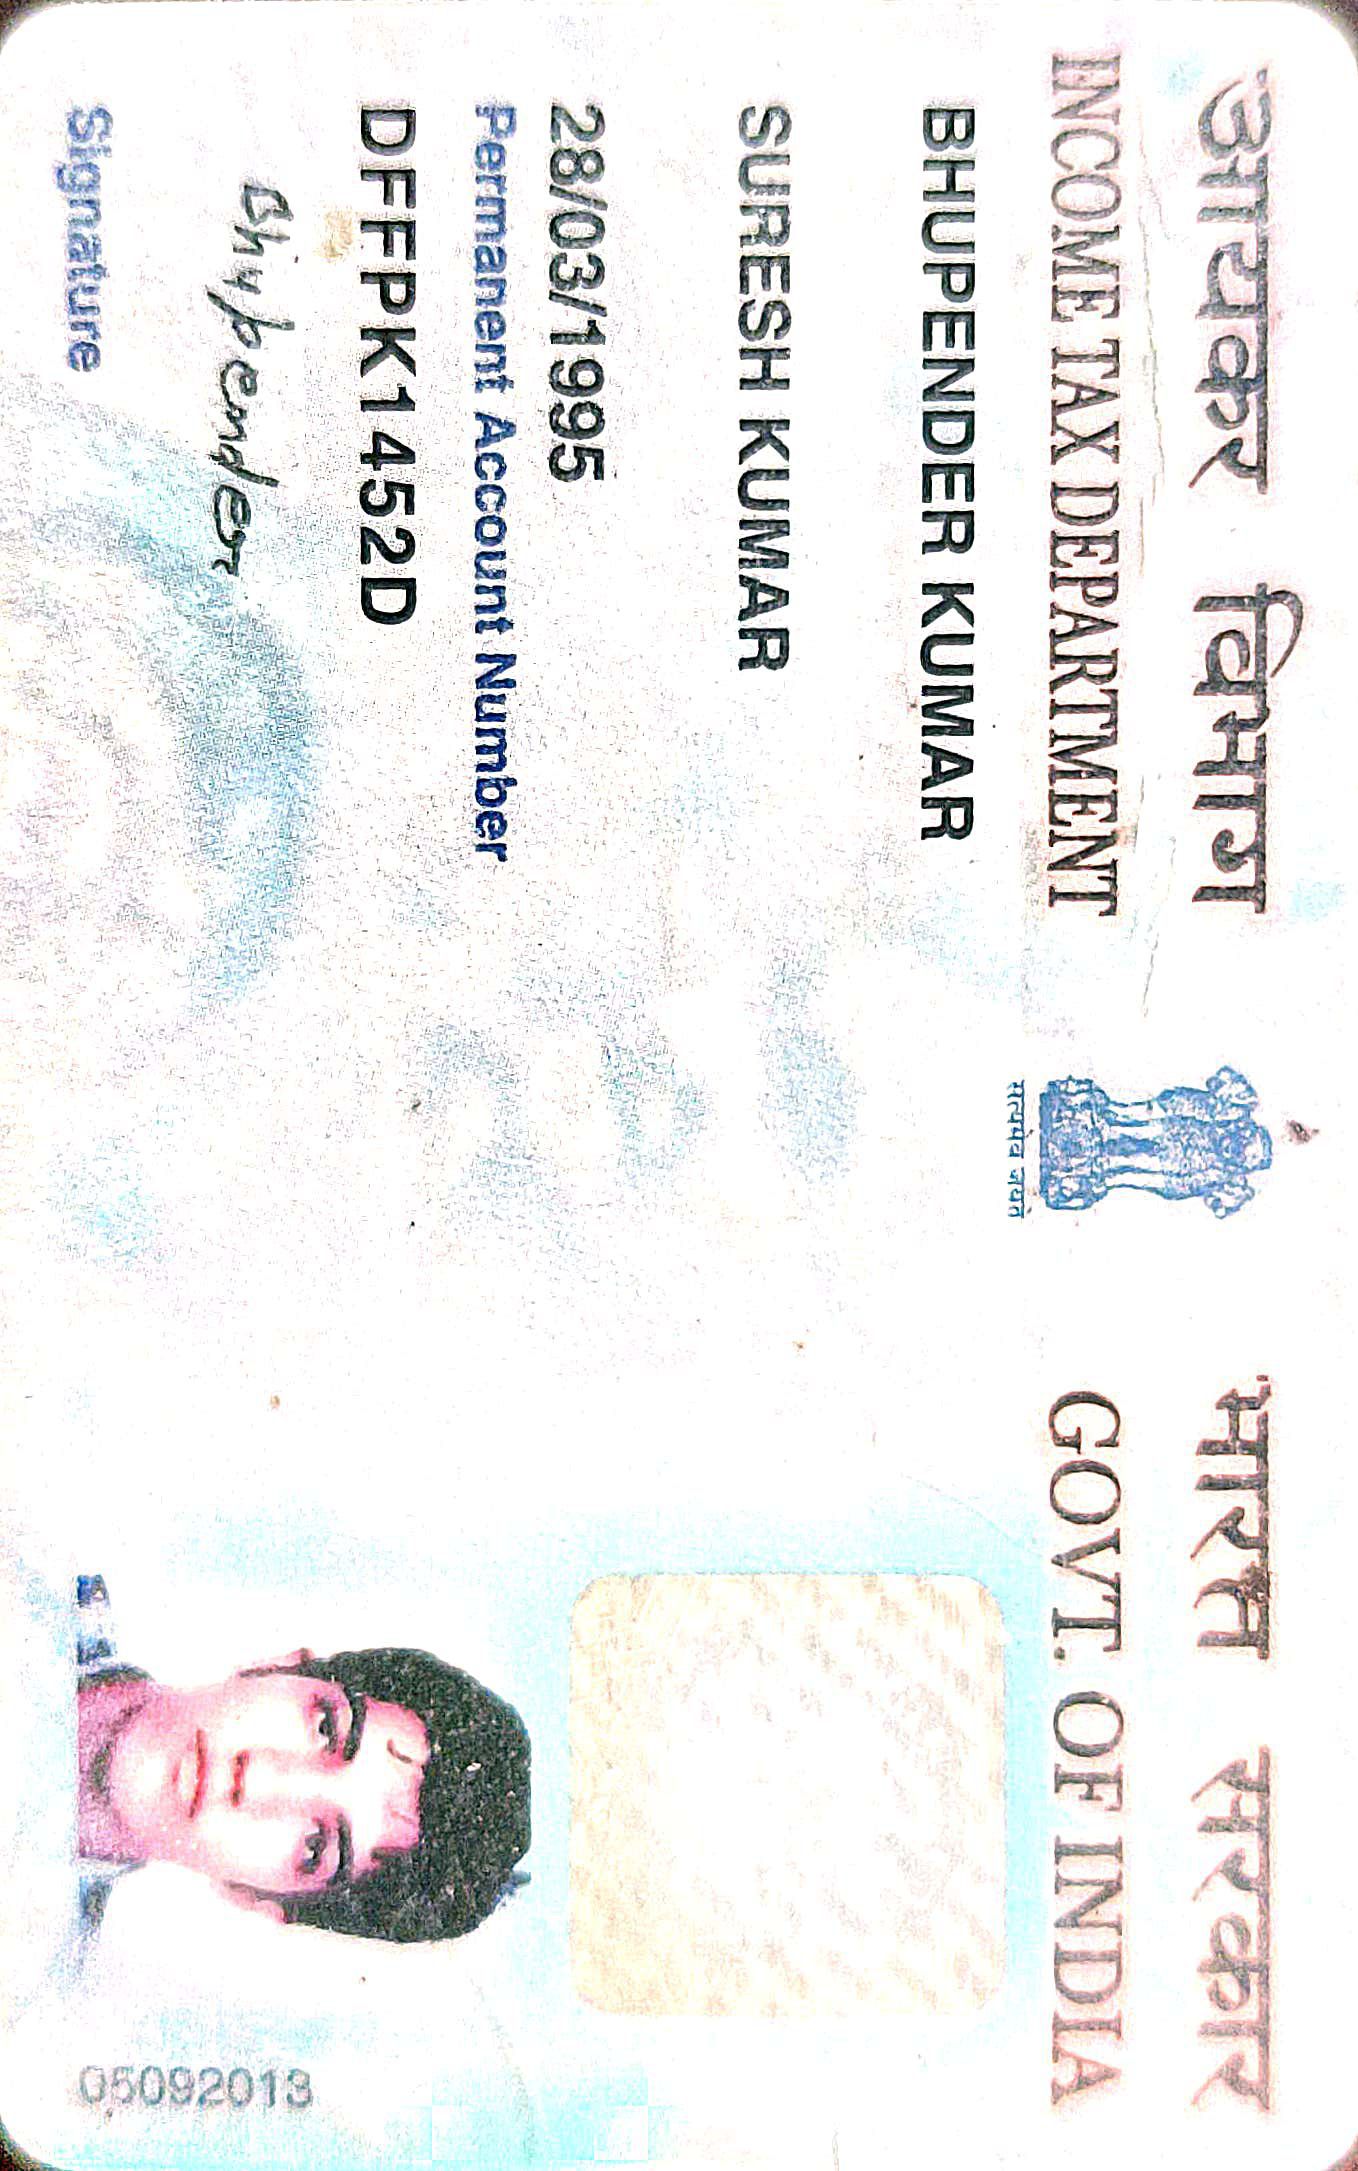 आयकर विभाग
INCOME TAX DEPARTMENT
सत्यमेव जयते
भारत सरकार
GOVT. OF INDIA
BHUPENDER KUMAR
SURESH KUMAR
28/03/1995
Permanent Account Number
DFFPK1452D
Bhupender
Signature
05092013